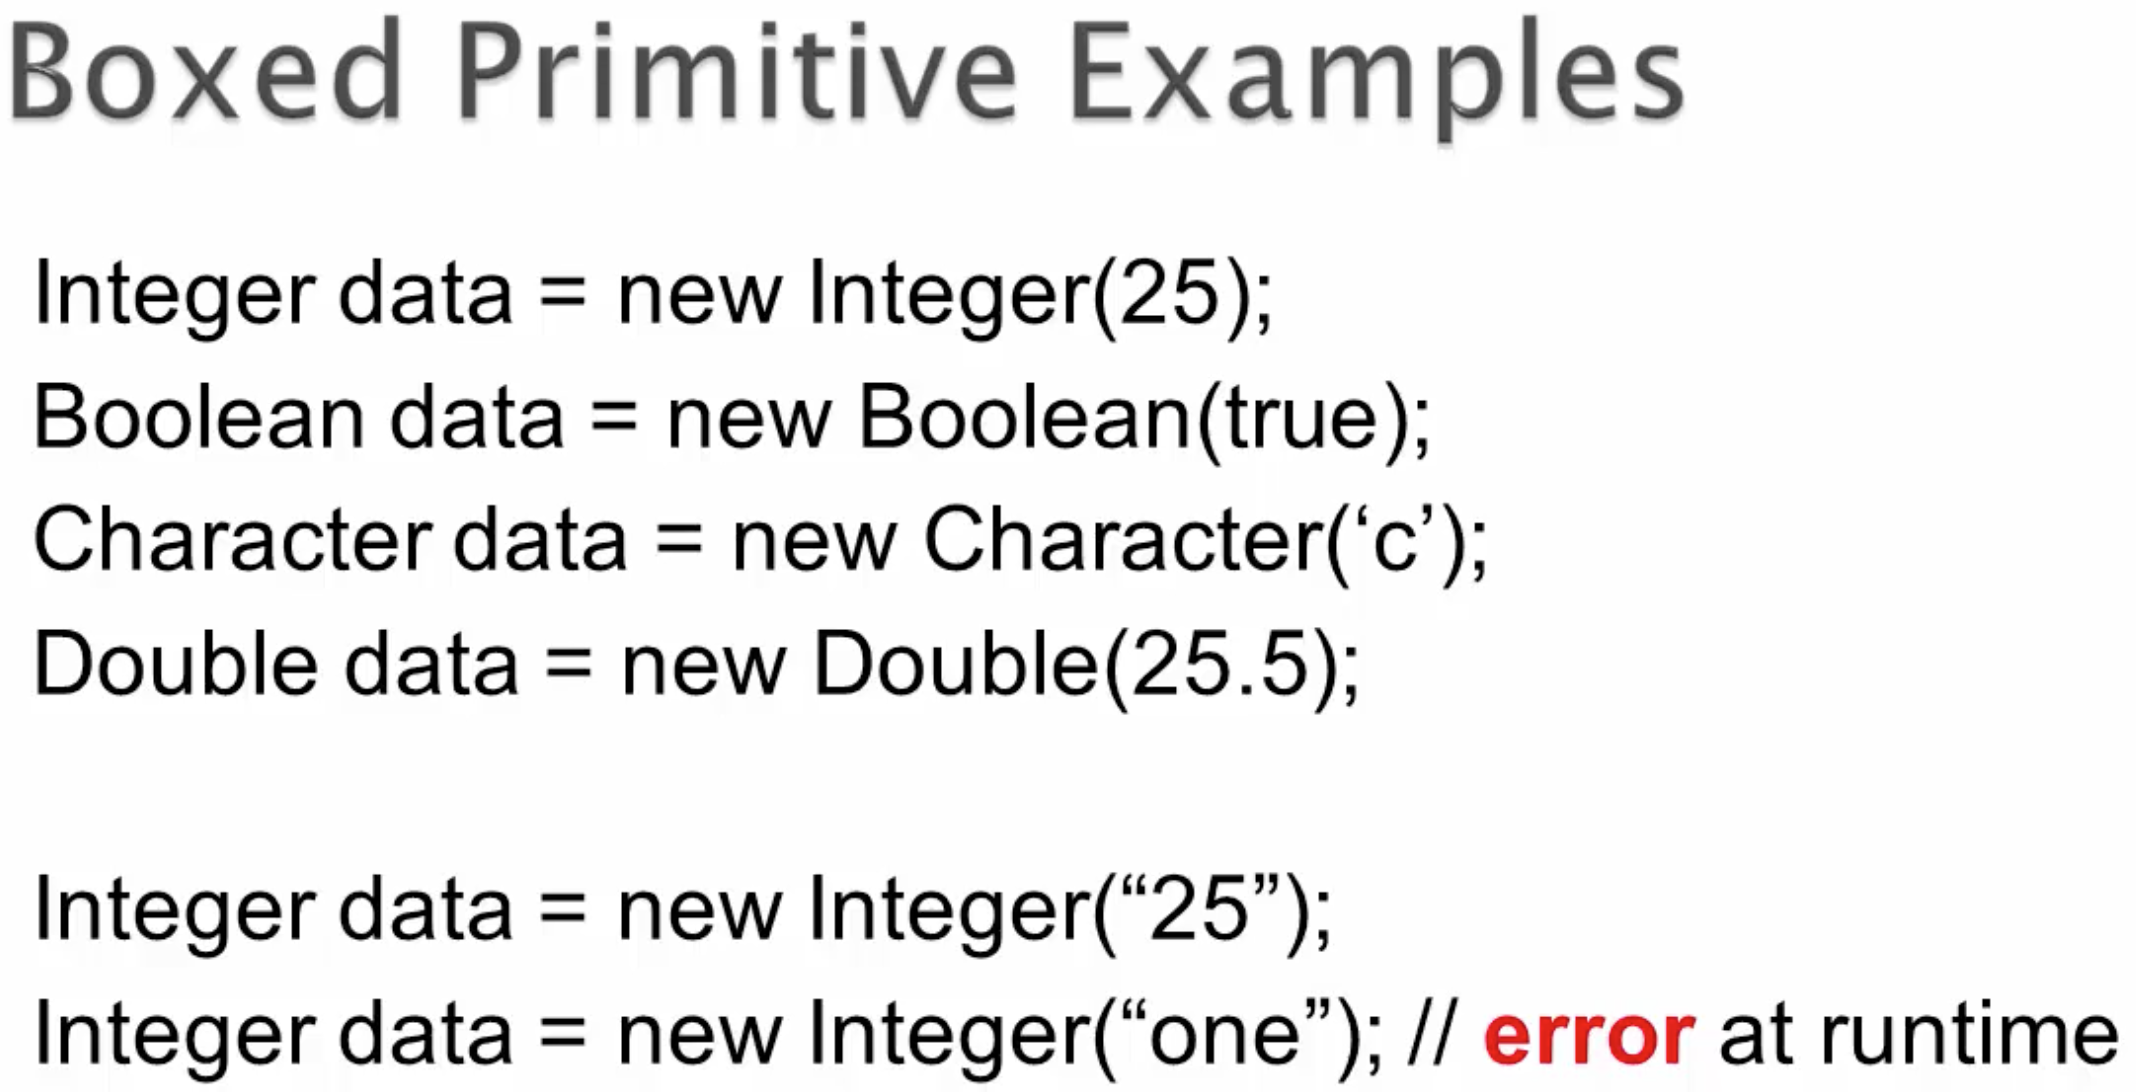 Boxed Primitive Examples
Integer data = new Integer(25);
Boolean data = new Boolean(true);
Character data = new Character(‘c’);
Double data = new Double(25.5);
Integer data = new Integer(“25”);
Integer data = new Integer(“one”); // error at runtime